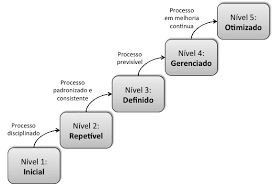 Processo
em melhoria
contínua
Nível 5:
Otimizado
Processo
previsível
Nível 4:
Gerenciado
Processo
padronizado e
consistente
Nível 3:
Definido
Processo
disciplinado
Nível 2:
Repetível
Nível 1:
Inicial